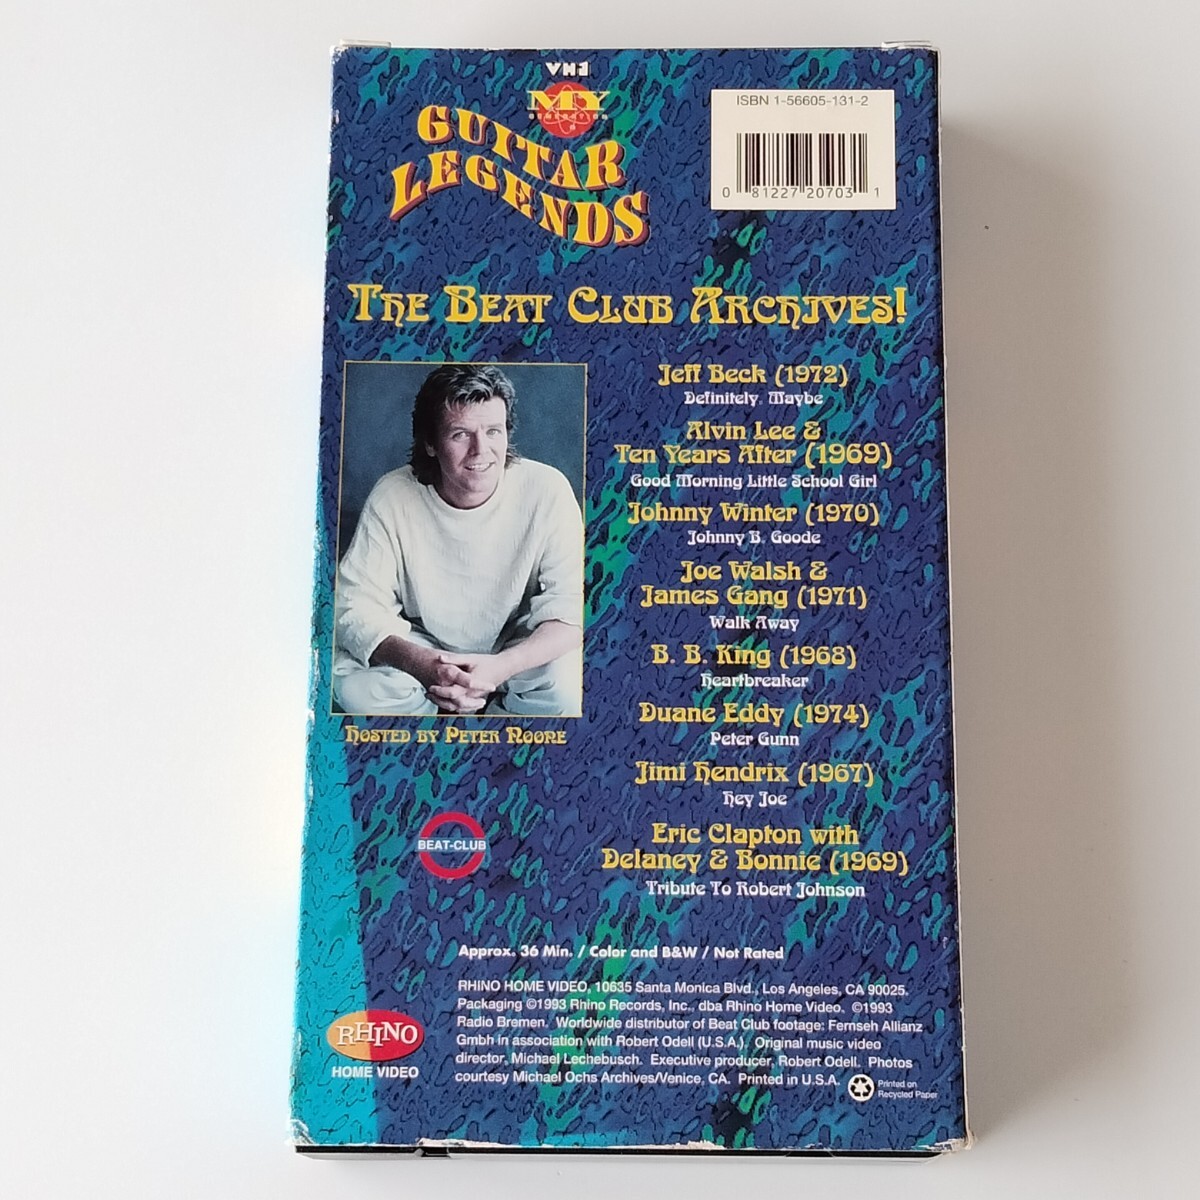 VH1
MY
GENERATION
GUITAR
LEGENDS
ISBN 1-56605-131-2
0 81227 20703 1
THE BEAT CLUB ARCHIVES!
Jeff Beck (1972)
Definitely, Maybe
Alvin Lee &
Ten Years After (1969)
Good Morning Little School Girl
Johnny Winter (1970)
Johnny B. Goode
Joe Walsh &
James Gang (1971)
Walk Away
B. B. King (1968)
Heartbreaker
Duane Eddy (1974)
Peter Gunn
Jimi Hendrix (1967)
Hey Joe
Eric Clapton with
Delaney & Bonnie (1969)
Tribute To Robert Johnson
HOSTED BY PETER NOONE
BEAT-CLUB
Approx. 36 Min. / Color and B&W / Not Rated
RHINO HOME VIDEO, 10635 Santa Monica Blvd., Los Angeles, CA 90025.
Packaging ©1993 Rhino Records, Inc., dba Rhino Home Video. ©1993
Radio Bremen. Worldwide distributor of Beat Club footage: Fernseh Allianz
Gmbh in association with Robert Odell (U.S.A.). Original music video
director, Michael Lechebusch. Executive producer, Robert Odell. Photos
courtesy Michael Ochs Archives/Venice, CA. Printed in U.S.A.
Printed on
Recycled Paper
RHINO
HOME VIDEO